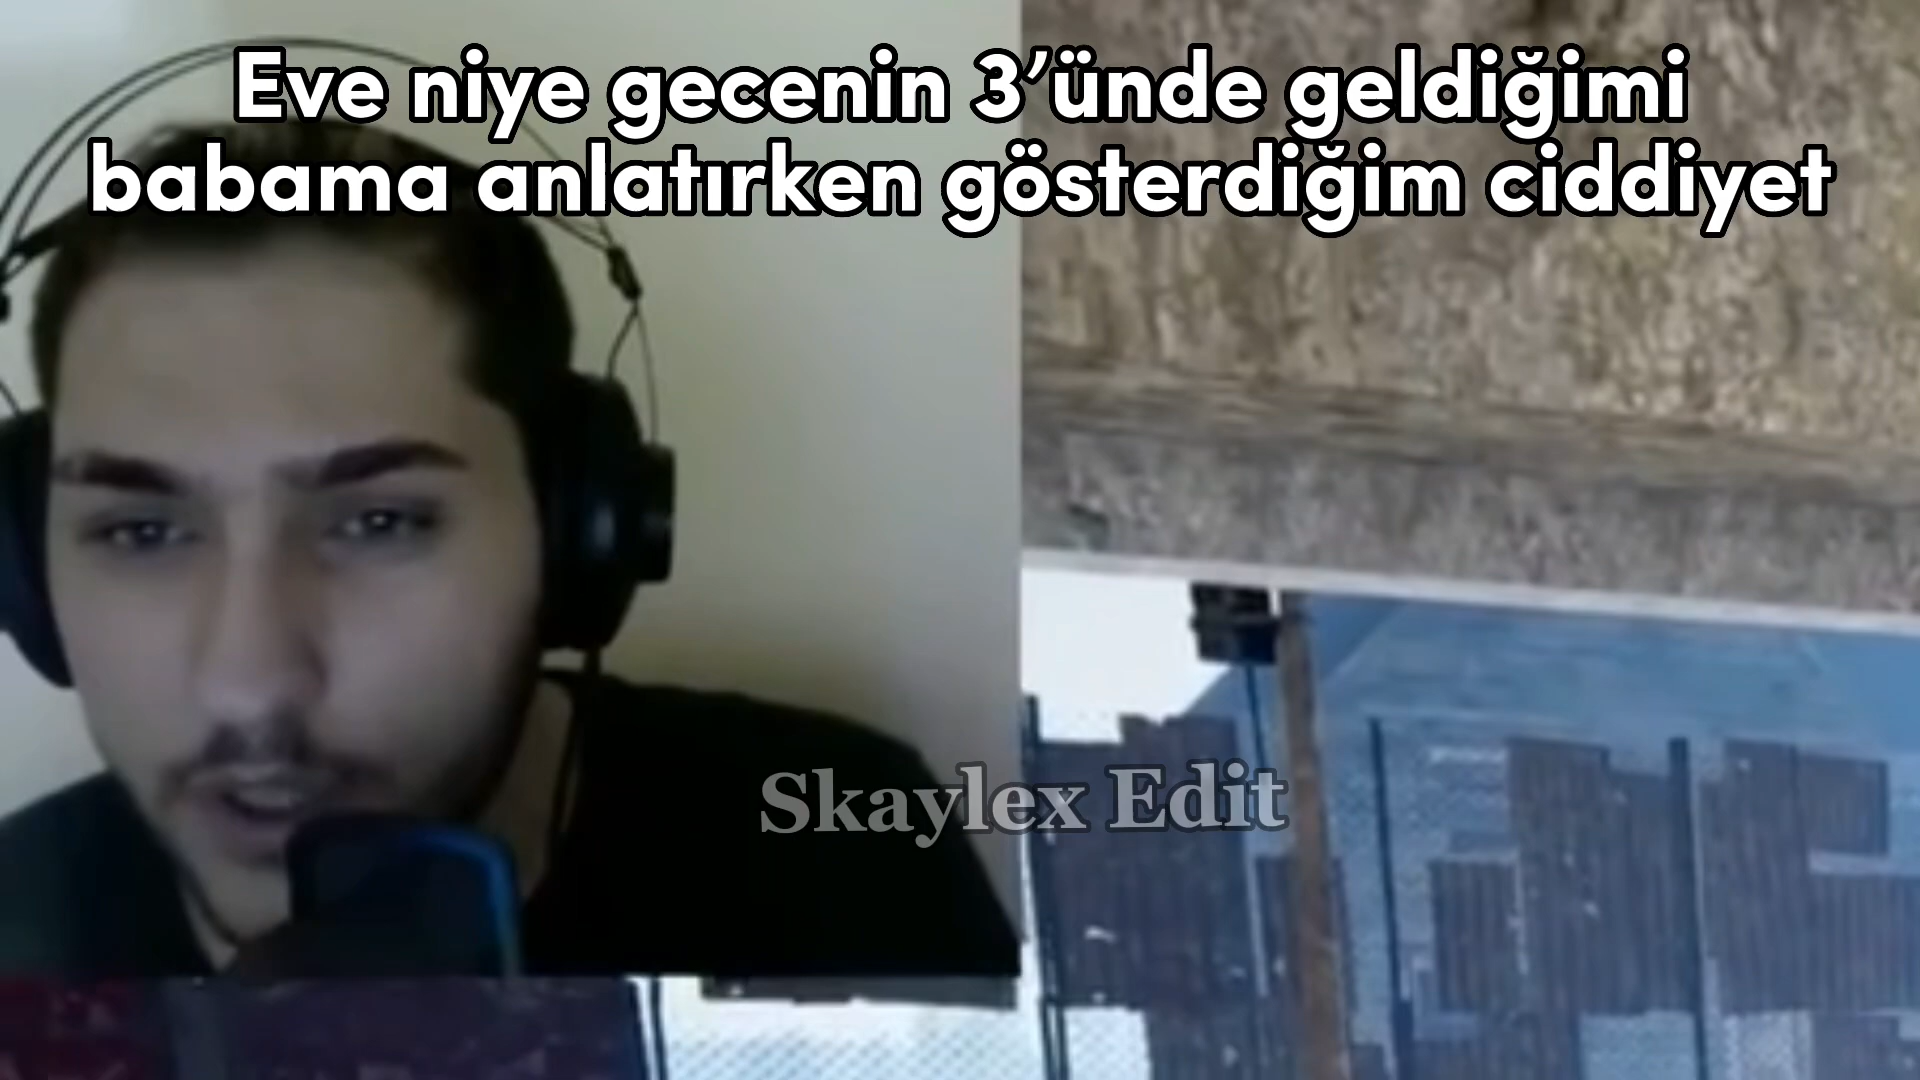 Eve niye gecenin 3’ünde geldiğimi
babama anlatırken gösterdiğim ciddiyet
Skaylex Edit